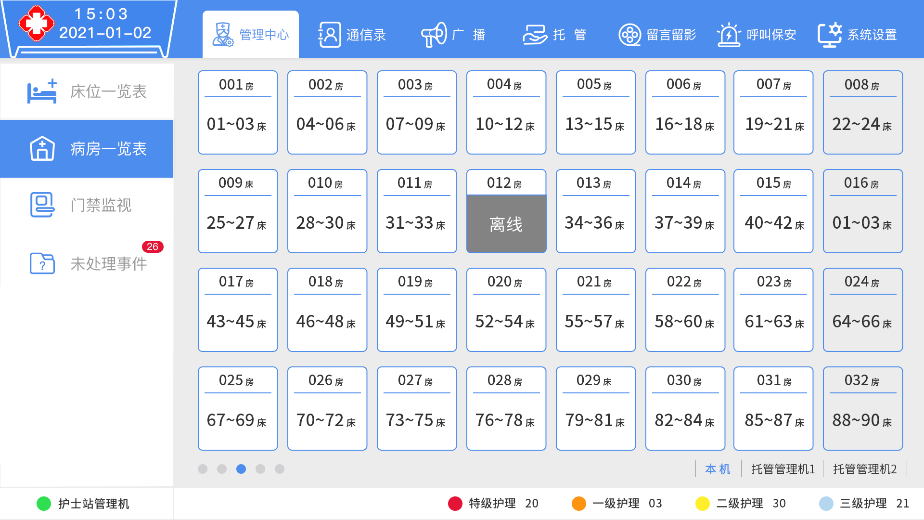 15:03
2021-01-02
管理中心 通信录 广 播 托 管 留言留影 呼叫保安 系统设置
床位一览表
病房一览表
门禁监视
未处理事件 26
001房 002房 003房 004房 005房 006房 007房 008房
01~03床 04~06床 07~09床 10~12床 13~15床 16~18床 19~21床 22~24床
009床 010房 011房 012房 013房 014房 015房 016房
25~27床 28~30床 31~33床 离线 34~36床 37~39床 40~42床 01~03床
017房 018房 019房 020房 021房 022房 023房 024房
43~45床 46~48床 49~51床 52~54床 55~57床 58~60床 61~63床 64~66床
025房 026房 027房 028房 029床 030房 031房 032房
67~69床 70~72床 73~75床 76~78床 79~81床 82~84床 85~87床 88~90床
本 机 托管管理机1 托管管理机2
护士站管理机 特级护理 20 一级护理 03 二级护理 30 三级护理 21